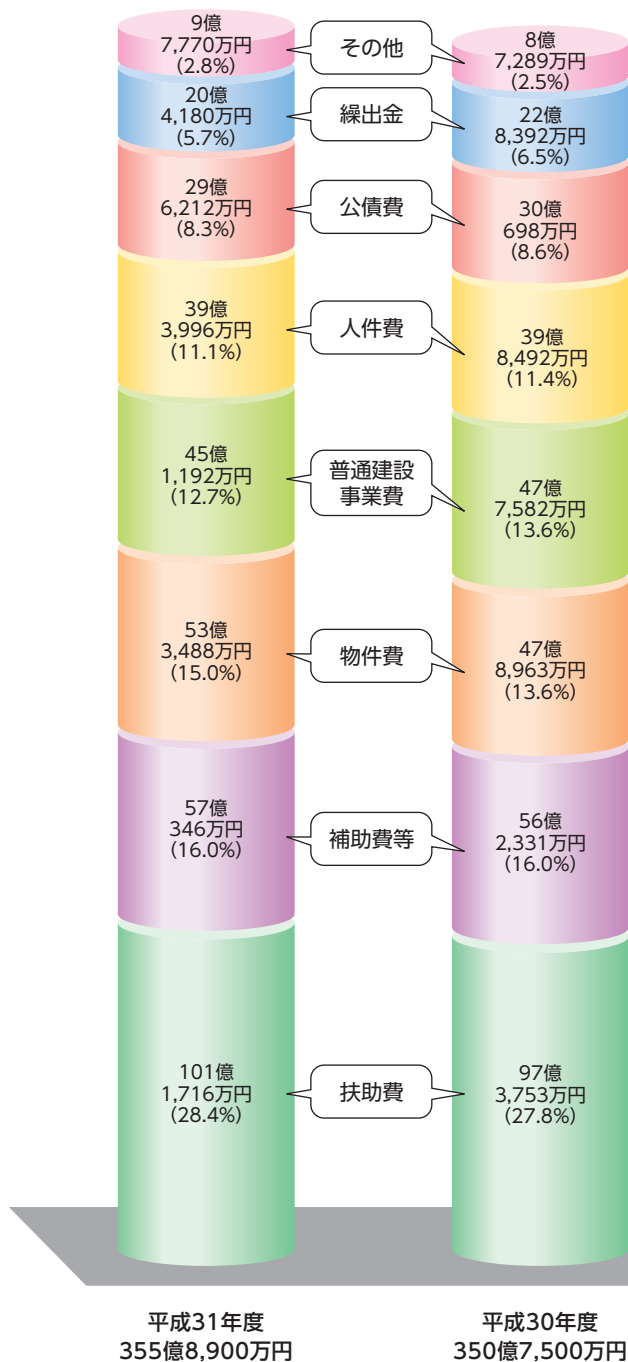 9億
7,770万円
(2.8%)
その他
8億
7,289万円
(2.5%)
20億
4,180万円
(5.7%)
繰出金
22億
8,392万円
(6.5%)
29億
6,212万円
(8.3%)
公債費
30億
698万円
(8.6%)
39億
3,996万円
(11.1%)
人件費
39億
8,492万円
(11.4%)
45億
1,192万円
(12.7%)
普通建設
事業費
47億
7,582万円
(13.6%)
53億
3,488万円
(15.0%)
物件費
47億
8,963万円
(13.6%)
57億
346万円
(16.0%)
補助費等
56億
2,331万円
(16.0%)
101億
1,716万円
(28.4%)
扶助費
97億
3,753万円
(27.8%)
平成31年度
355億8,900万円
平成30年度
350億7,500万円